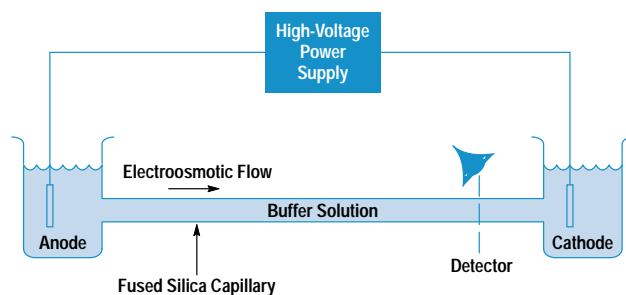 High-Voltage
Power
Supply
Electroosmotic Flow
Buffer Solution
Anode
Cathode
Detector
Fused Silica Capillary